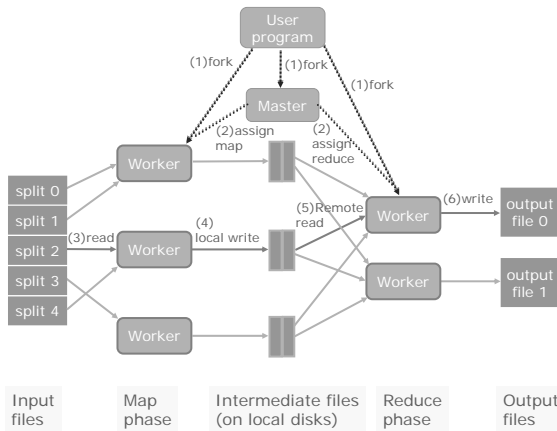 User
program
(1)fork
(1)fork
(1)fork
Master
(2)assign
map
(2)
assign
reduce
Worker
split 0
split 1
split 2
split 3
split 4
(3)read
(4)
local write
Worker
Worker
(5)Remote
read
Worker
(6)write
output
file 0
Worker
output
file 1
Input
files
Map
phase
Intermediate files
(on local disks)
Reduce
phase
Output
files